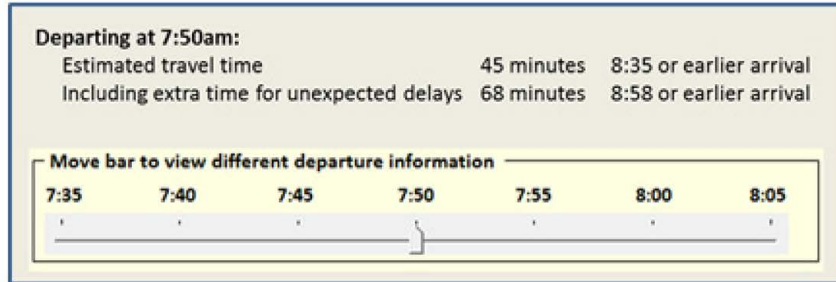 Departing at 7:50am:
Estimated travel time 45 minutes 8:35 or earlier arrival
Including extra time for unexpected delays 68 minutes 8:58 or earlier arrival
Move bar to view different departure information
7:35 7:40 7:45 7:50 7:55 8:00 8:05